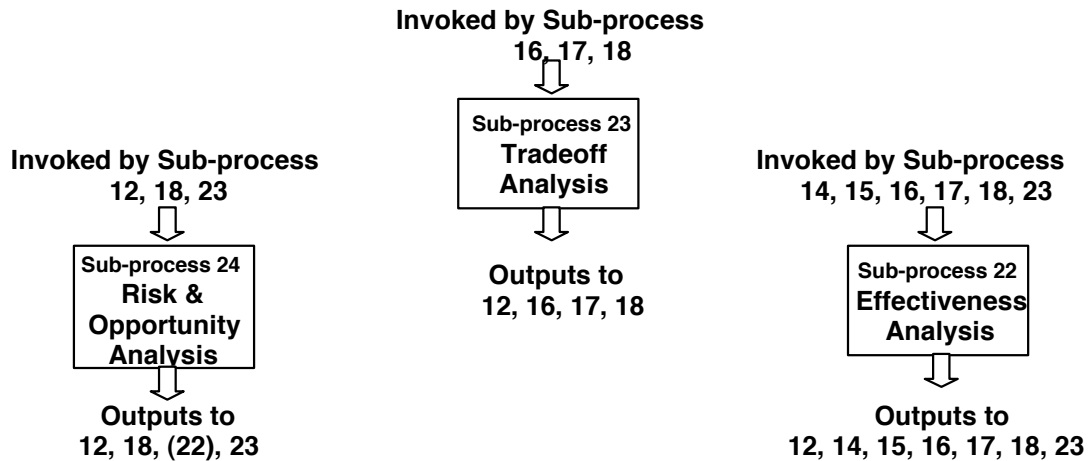 Invoked by Sub-process
16, 17, 18
Sub-process 23
Tradeoff
Analysis
Outputs to
12, 16, 17, 18
Invoked by Sub-process
12, 18, 23
Sub-process 24
Risk &
Opportunity
Analysis
Outputs to
12, 18, (22), 23
Invoked by Sub-process
14, 15, 16, 17, 18, 23
Sub-process 22
Effectiveness
Analysis
Outputs to
12, 14, 15, 16, 17, 18, 23